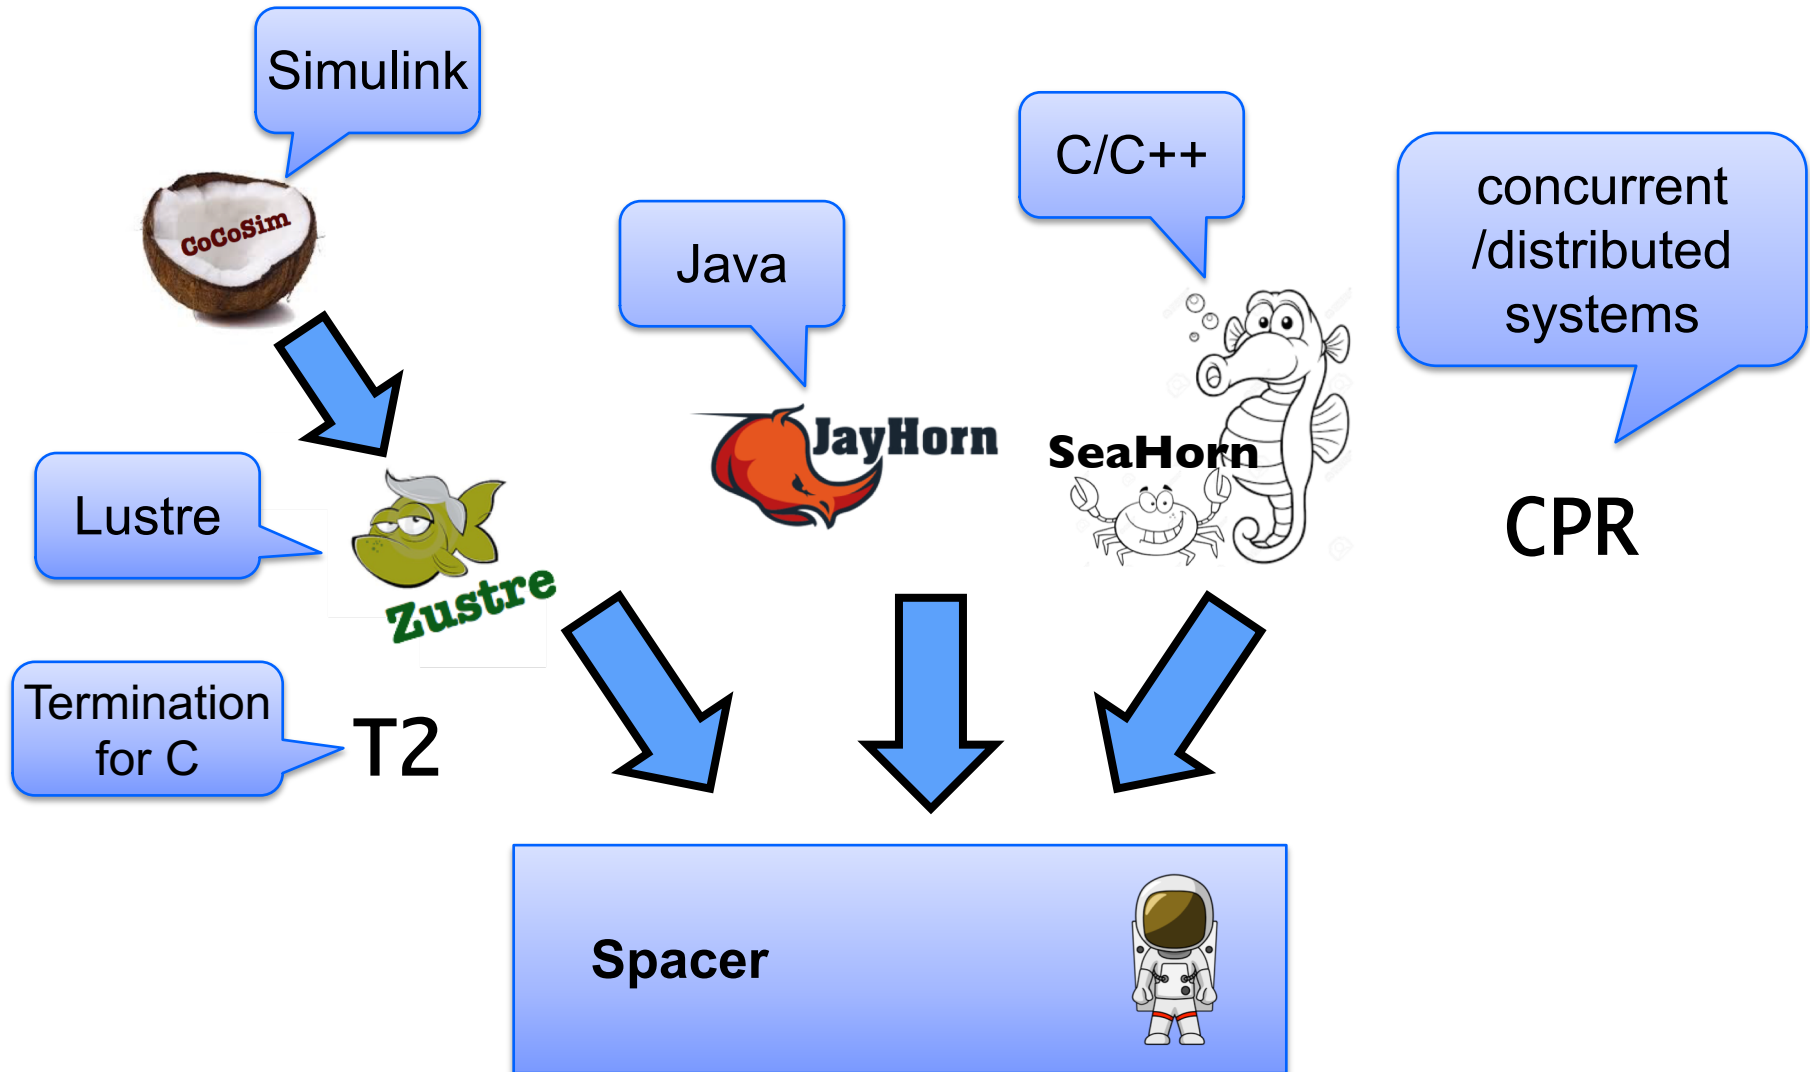 Simulink
CoCoSim
Java
C/C++
concurrent
/distributed
systems
JayHorn
SeaHorn
Lustre
Zustre
CPR
Termination
for C
T2
Spacer